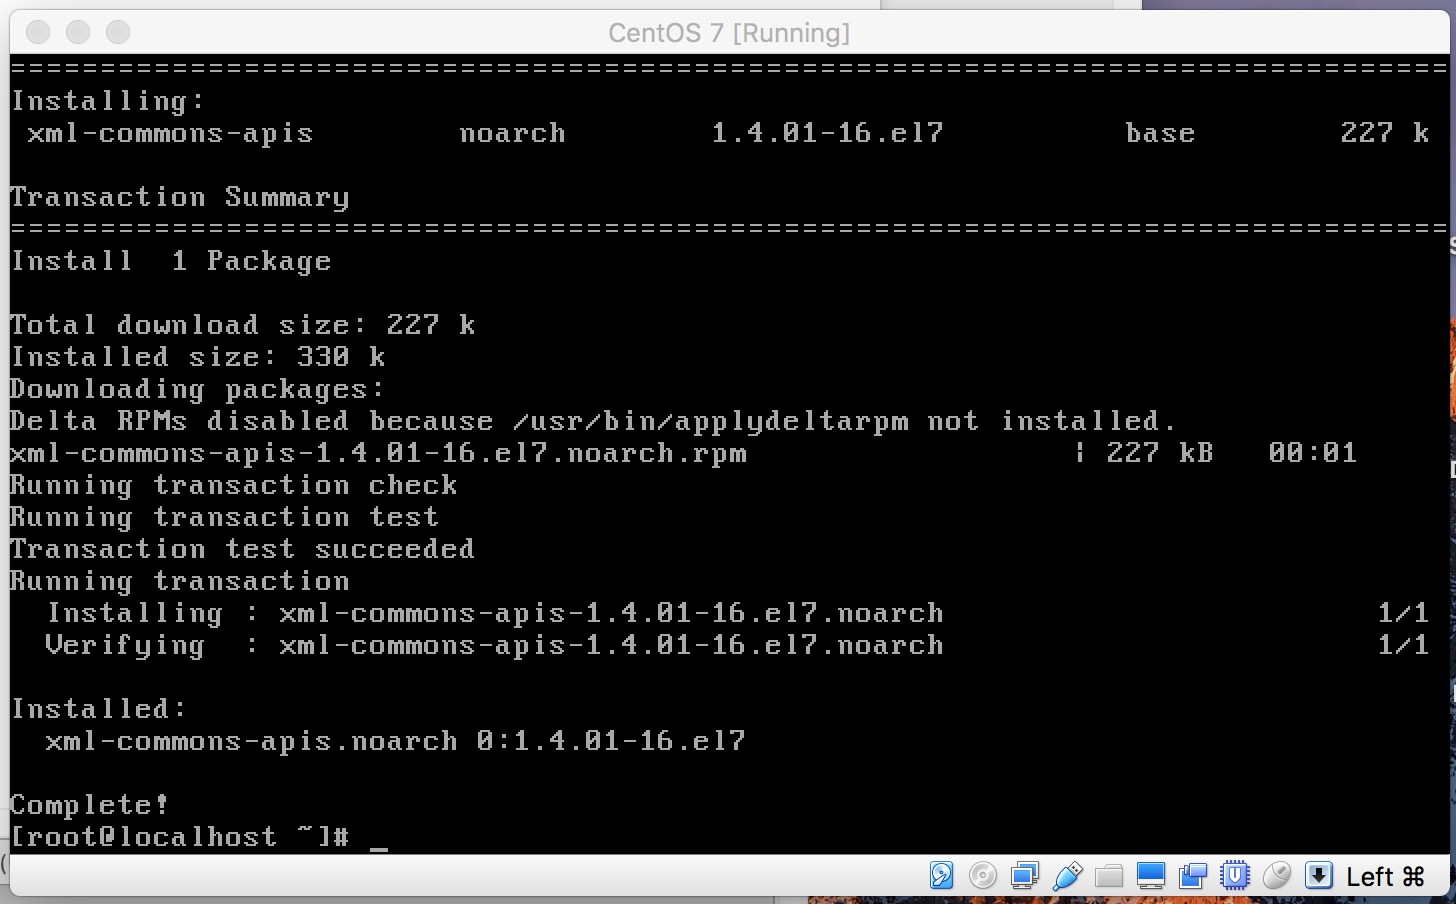 CentOS 7 [Running]
================================================================================
Installing:
 xml-commons-apis        noarch        1.4.01-16.el7          base        227 k

Transaction Summary
================================================================================
Install  1 Package

Total download size: 227 k
Installed size: 330 k
Downloading packages:
Delta RPMs disabled because /usr/bin/applydeltarpm not installed.
xml-commons-apis-1.4.01-16.el7.noarch.rpm                  | 227 kB   00:01
Running transaction check
Running transaction test
Transaction test succeeded
Running transaction
  Installing : xml-commons-apis-1.4.01-16.el7.noarch                        1/1
  Verifying  : xml-commons-apis-1.4.01-16.el7.noarch                        1/1

Installed:
  xml-commons-apis.noarch 0:1.4.01-16.el7

Complete!
[root@localhost ~]# _
Left ⌘